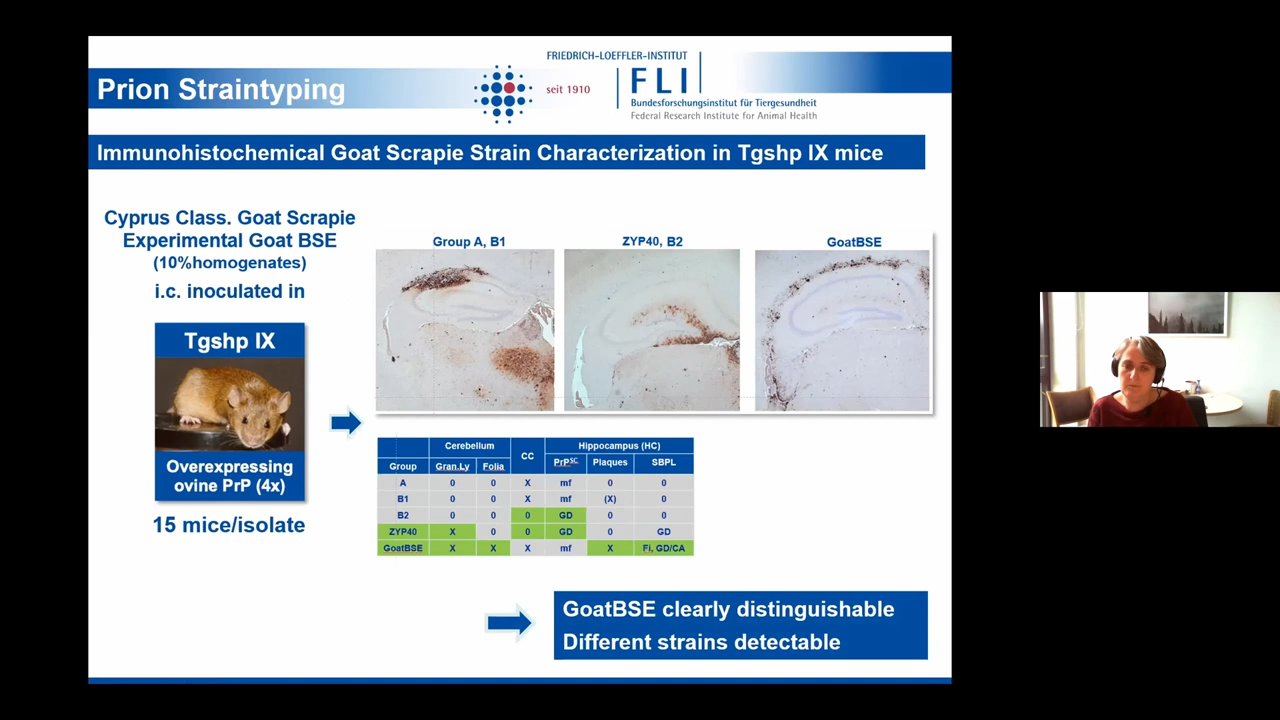 FRIEDRICH-LOEFFLER-INSTITUT
Prion Straintyping
seit 1910
FLI
Bundesforschungsinstitut für Tiergesundheit
Federal Research Institute for Animal Health
Immunohistochemical Goat Scrapie Strain Characterization in Tgshp IX mice
Cyprus Class. Goat Scrapie
Experimental Goat BSE
(10%homogenates)
i.c. inoculated in
Tgshp IX
Overexpressing
ovine PrP (4x)
15 mice/isolate
Group A, B1
ZYP40, B2
GoatBSE
Cerebellum CC Hippocampus (HC)
Group Gran.Ly Folia PrPSC Plaques SBPL
A 0 0 X mf 0 0
B1 0 0 X mf (X) 0
B2 0 0 0 GD 0 0
ZYP40 X 0 0 GD 0 GD
GoatBSE X X X mf X Fi, GD/CA
GoatBSE clearly distinguishable
Different strains detectable